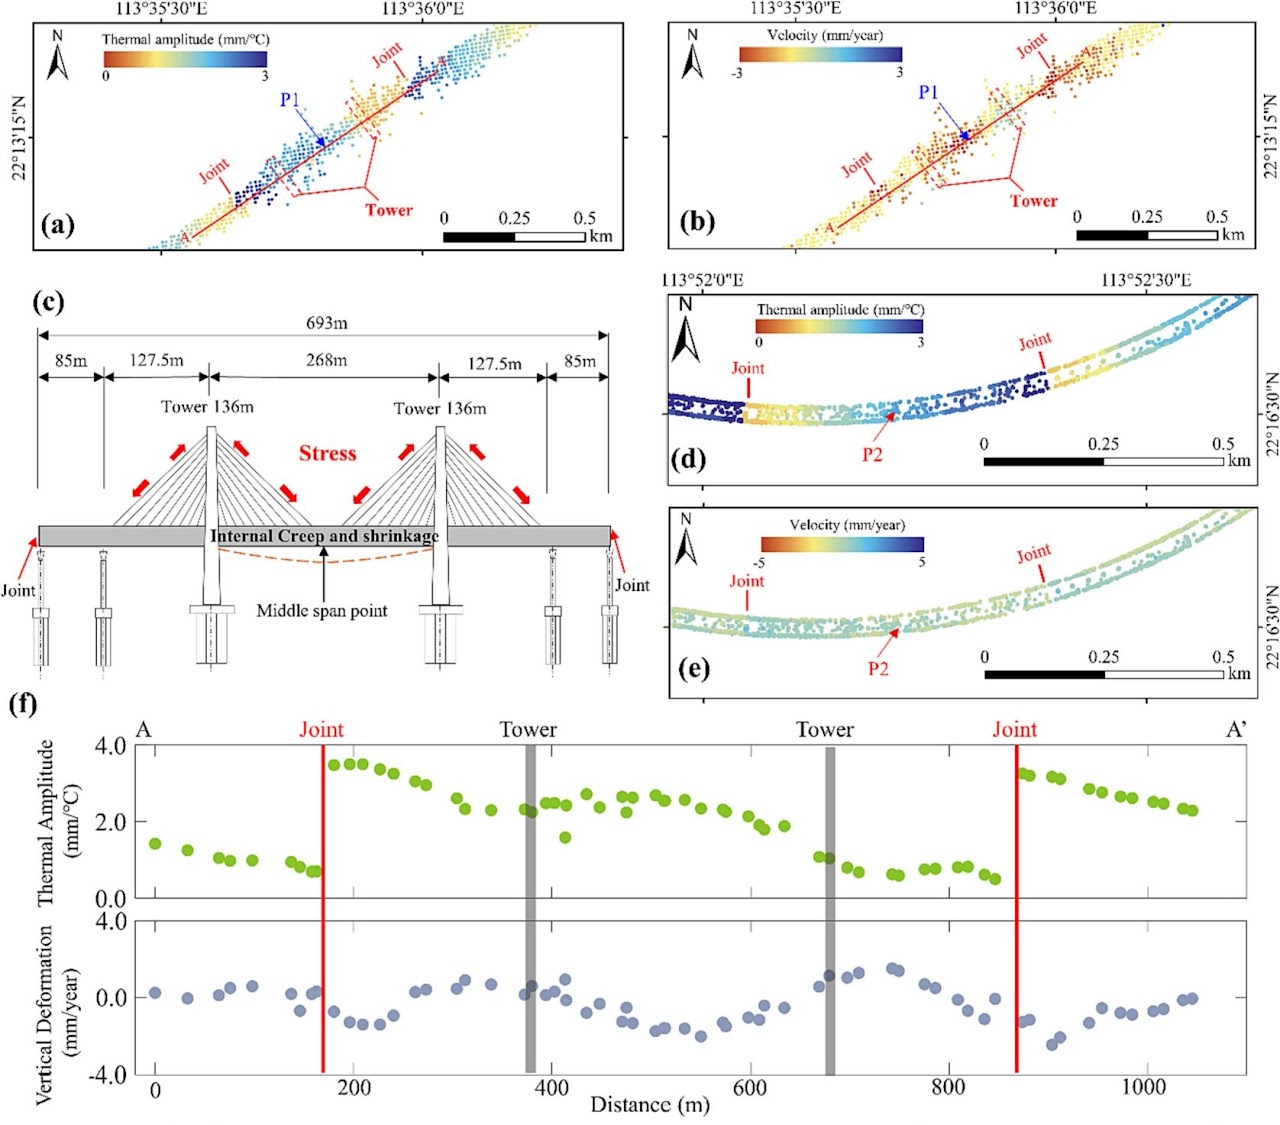 113°35'30"E
113°36'0"E
N
Thermal amplitude (mm/°C)
0
3
Joint
A
P1
Joint
A
Tower
(a)
0
0.25
0.5
km
22°13'15"N
113°35'30"E
113°36'0"E
N
Velocity (mm/year)
-3
3
Joint
A
P1
Joint
A
Tower
(b)
0
0.25
0.5
km
22°13'15"N
(c)
693m
85m
127.5m
268m
127.5m
85m
Tower 136m
Tower 136m
Stress
Internal Creep and shrinkage
Joint
Middle span point
Joint
113°52'0"E
113°52'30"E
N
Thermal amplitude (mm/°C)
0
3
Joint
Joint
P2
(d)
0
0.25
0.5
km
22°16'30"N
N
Velocity (mm/year)
-5
5
Joint
Joint
P2
(e)
0
0.25
0.5
km
22°16'30"N
(f)
A
Joint
Tower
Tower
Joint
A'
Thermal Amplitude
(mm/°C)
4.0
2.0
0.0
Vertical Deformation
(mm/year)
4.0
0.0
-4.0
0
200
400
600
800
1000
Distance (m)